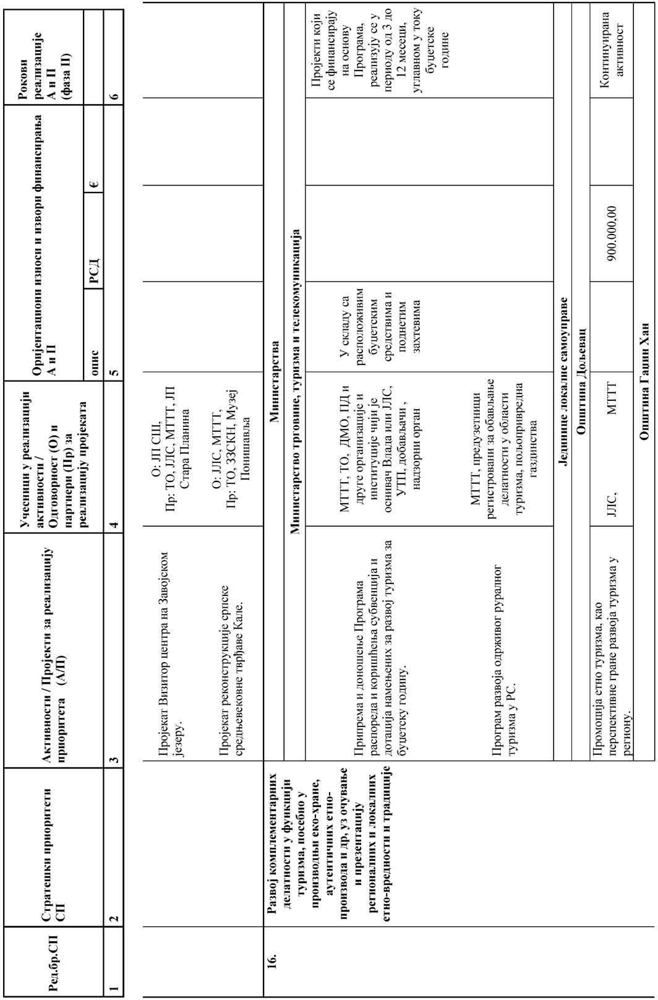 Ред.бр.СП
Стратешки приоритети
СП
Активности / Пројекти за реализацију
приоритета (А/П)
Учесници у реализацији
активности /
Одговорност (О) и
партнери (Пр) за
реализацију пројеката
Оријентациони износи и извори финансирања
А и П
опис
РСД
€
Рокови
реализације
А и П
(фаза II)
1
2
3
4
5
6
Пројекат Визитор центра на Завојском
језеру.
О: ЈП СШ,
Пр: ТО, ЈЛС, МТТТ, ЈП
Стара Планина
Пројекат реконструкције српске
средњевековне тврђаве Кале.
О: ЈЛС, МТТТ,
Пр: ТО, ЗЗСКН, Музеј
Понишавља
16.
Развој комплементарних
делатности у функцији
туризма, посебно у
производњи еко-хране,
аутентичних етно-
производа и др, уз очување
и презентацију
регионалних и локалних
етно-вредности и традиције
Министарства
Министарство трговине, туризма и телекомуникација
Припрема и доношење Програма
распореда и коришћења субвенција и
дотација намењених за развој туризма за
буџетску годину.
МТТТ, ТО, ДМО, ПД и
друге организације и
институције чији је
оснивач Влада или ЈЛС,
УТП, добављачи ,
надзорни орган
У складу са
расположивим
буџетским
средствима и
поднетим
захтевима
Пројекти који
се финансирају
на основу
Програма,
реализују се у
периоду од 3 до
12 месеци,
углавном у току
буџетске
године
Програм развоја одрживог руралног
туризма у РС.
МТТТ, предузетници
регистровани за обављање
делатности у области
туризма, пољопривредна
газдинства
Јединице локалне самоуправе
Општина Дољевац
Промоција етно туризма, као
перспективне гране развоја туризма у
региону.
ЈЛС, МТТТ
900.000,00
Континуирана
активност
Општина Гаџин Хан